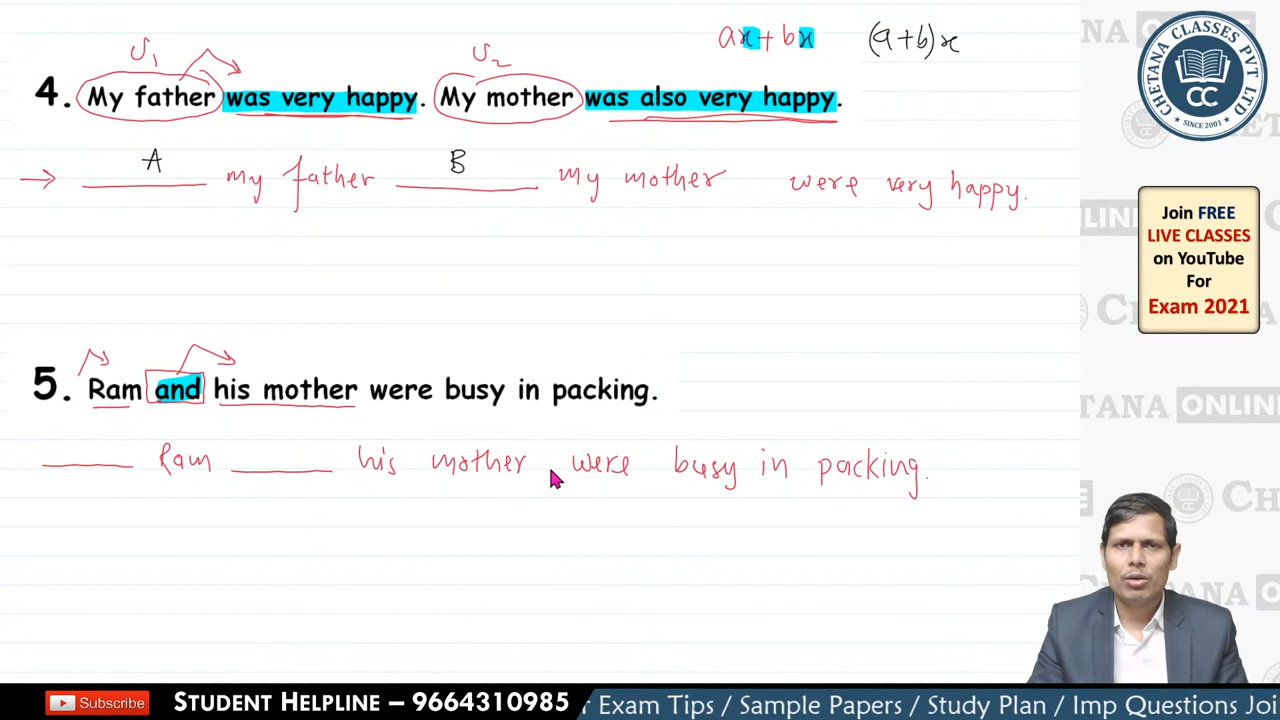 ax + bx (a+b)x
U1 U2
4. My father was very happy. My mother was also very happy.
A B
→ ______ my father ______ my mother were very happy.
5. Ram and his mother were busy in packing.
______ Ram ______ his mother were busy in packing.
CHETANA CLASSES PVT LTD
CC
SINCE 2001
Join FREE
LIVE CLASSES
on YouTube
For
Exam 2021
ETANA ONLINE
Subscribe STUDENT HELPLINE – 9664310985 r Exam Tips / Sample Papers / Study Plan / Imp Questions Joi